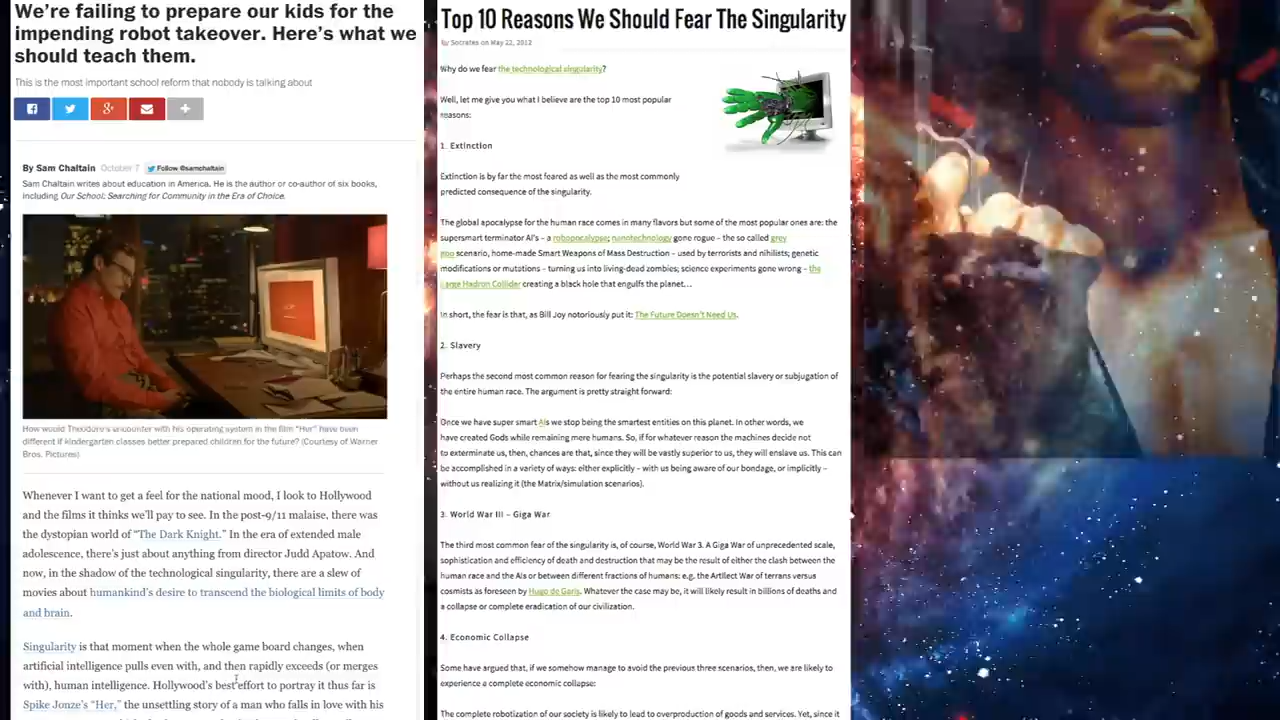 We're failing to prepare our kids for the
impending robot takeover. Here's what we
should teach them.
This is the most important school reform that nobody is talking about
By Sam Chaltain October 7 Follow @samchaltain
Sam Chaltain writes about education in America. He is the author or co-author of six books,
including Our School: Searching for Community in the Era of Choice.
How would Theodore's encounter with his operating system in the film "Her" have been
different if kindergarten classes better prepared children for the future? (Courtesy of Warner
Bros. Pictures)
Whenever I want to get a feel for the national mood, I look to Hollywood
and the films it thinks we'll pay to see. In the post-9/11 malaise, there was
the dystopian world of "The Dark Knight." In the era of extended male
adolescence, there's just about anything from director Judd Apatow. And
now, in the shadow of the technological singularity, there are a slew of
movies about humankind's desire to transcend the biological limits of body
and brain.
Singularity is that moment when the whole game board changes, when
artificial intelligence pulls even with, and then rapidly exceeds (or merges
with), human intelligence. Hollywood's best effort to portray it thus far is
Spike Jonze's "Her," the unsettling story of a man who falls in love with his
Top 10 Reasons We Should Fear The Singularity
By Socrates on May 22, 2012
Why do we fear the technological singularity?
Well, let me give you what I believe are the top 10 most popular
reasons:
1. Extinction
Extinction is by far the most feared as well as the most commonly
predicted consequence of the singularity.
The global apocalypse for the human race comes in many flavors but some of the most popular ones are: the
supersmart terminator AI's – a robopocalypse; nanotechnology gone rogue – the so called grey
goo scenario, home-made Smart Weapons of Mass Destruction – used by terrorists and nihilists; genetic
modifications or mutations – turning us into living-dead zombies; science experiments gone wrong – the
Large Hadron Collider creating a black hole that engulfs the planet...
In short, the fear is that, as Bill Joy notoriously put it: The Future Doesn't Need Us.
2. Slavery
Perhaps the second most common reason for fearing the singularity is the potential slavery or subjugation of
the entire human race. The argument is pretty straight forward:
Once we have super smart AIs we stop being the smartest entities on this planet. In other words, we
have created Gods while remaining mere humans. So, if for whatever reason the machines decide not
to exterminate us, then, chances are that, since they will be vastly superior to us, they will enslave us. This can
be accomplished in a variety of ways: either explicitly – with us being aware of our bondage, or implicitly –
without us realizing it (the Matrix/simulation scenarios).
3. World War III – Giga War
The third most common fear of the singularity is, of course, World War 3. A Giga War of unprecedented scale,
sophistication and efficiency of death and destruction that may be the result of either the clash between the
human race and the AIs or between different fractions of humans: e.g. the Artilect War of terrans versus
cosmists as foreseen by Hugo de Garis. Whatever the case may be, it will likely result in billions of deaths and
a collapse or complete eradication of our civilization.
4. Economic Collapse
Some have argued that, if we somehow manage to avoid the previous three scenarios, then, we are likely to
experience a complete economic collapse:
The complete robotization of our society is likely to lead to overproduction of goods and services. Yet, since it